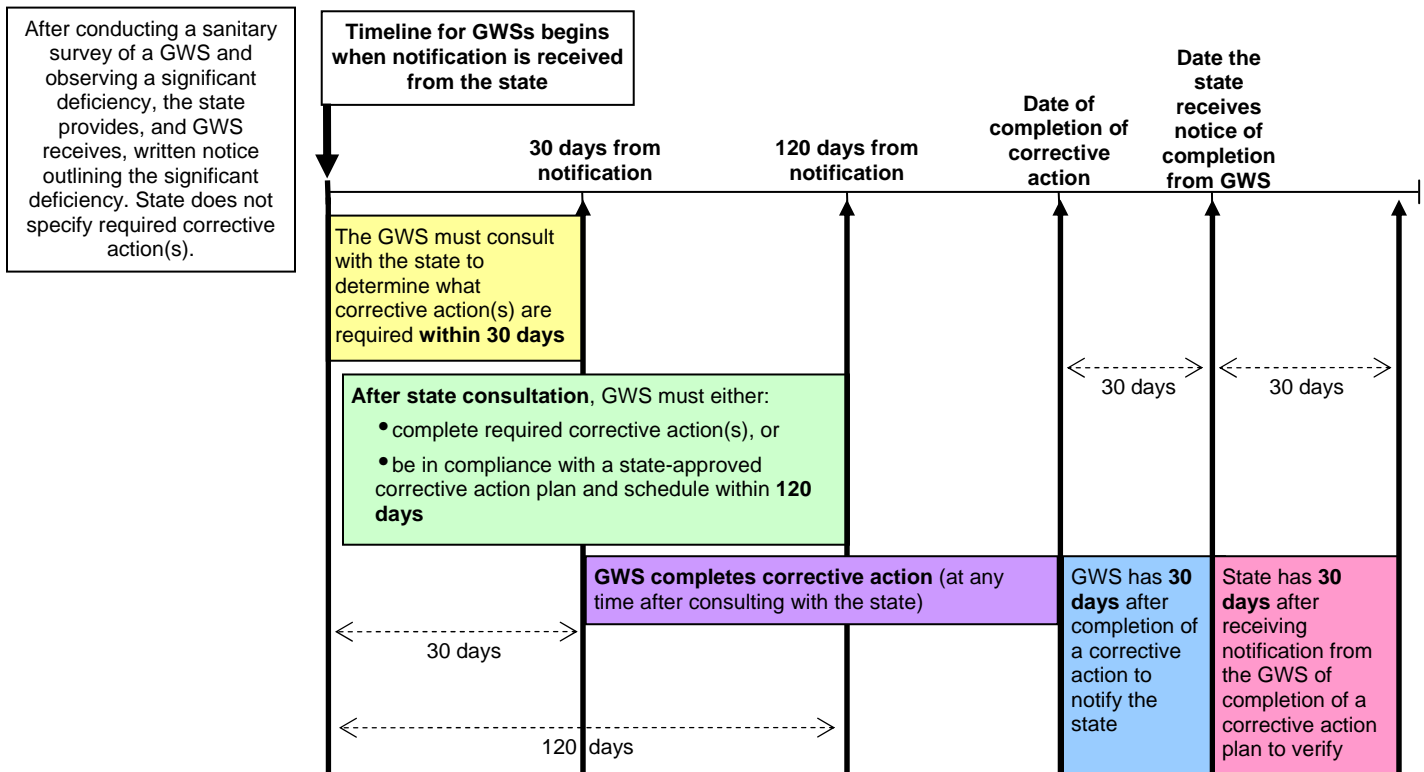 After conducting a sanitary
survey of a GWS and
observing a significant
deficiency, the state
provides, and GWS
receives, written notice
outlining the significant
deficiency. State does not
specify required corrective
action(s).
Timeline for GWSs begins
when notification is received
from the state
30 days from
notification
120 days from
notification
Date of
completion of
corrective
action
Date the
state
receives
notice of
completion
from GWS
The GWS must consult
with the state to
determine what
corrective action(s) are
required within 30 days
After state consultation, GWS must either:
• complete required corrective action(s), or
• be in compliance with a state-approved
corrective action plan and schedule within 120
days
30 days
30 days
GWS completes corrective action (at any
time after consulting with the state)
30 days
120 days
GWS has 30
days after
completion of
a corrective
action to
notify the
state
State has 30
days after
receiving
notification from
the GWS of
completion of a
corrective action
plan to verify